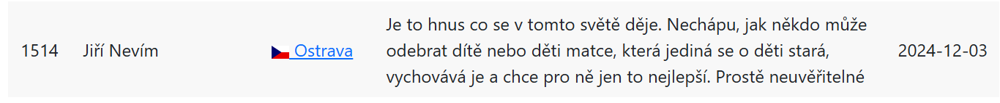 Je to hnus co se v tomto světě děje. Nechápu, jak někdo může
1514 Jiří Nevím Ostrava odebrat dítě nebo děti matce, která jediná se o děti stará, 2024-12-03
vychovává je a chce pro ně jen to nejlepší. Prostě neuvěřitelné